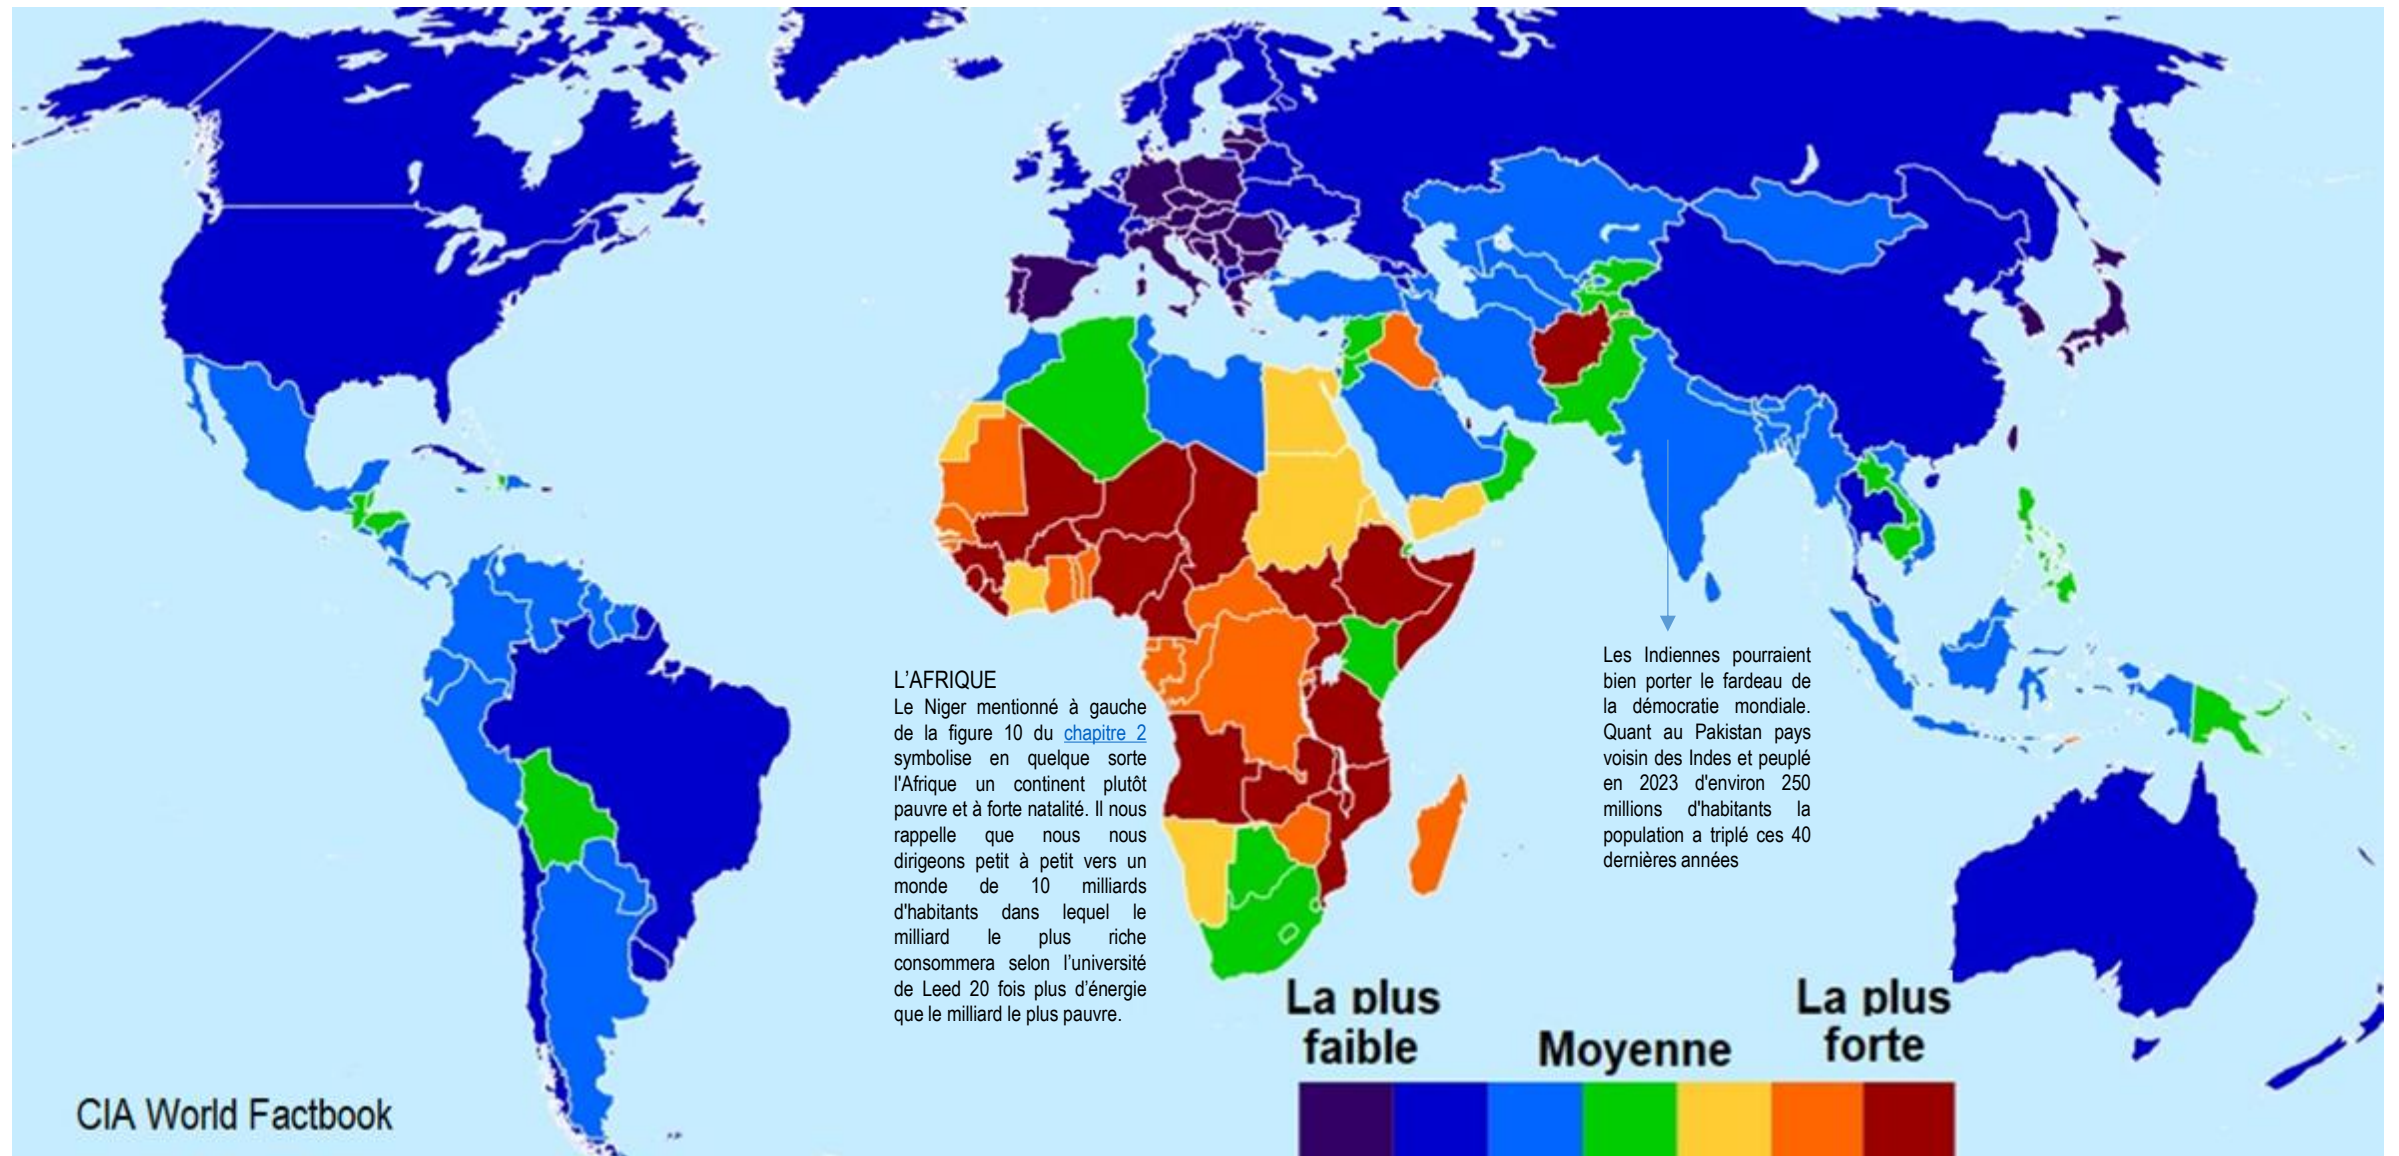 L'AFRIQUE
Le Niger mentionné à gauche
de la figure 10 du chapitre 2
symbolise en quelque sorte
l'Afrique un continent plutôt
pauvre et à forte natalité. Il nous
rappelle que nous nous
dirigeons petit à petit vers un
monde de 10 milliards
d'habitants dans lequel le
milliard le plus riche
consommera selon l’université
de Leed 20 fois plus d’énergie
que le milliard le plus pauvre.
Les Indiennes pourraient
bien porter le fardeau de
la démocratie mondiale.
Quant au Pakistan pays
voisin des Indes et peuplé
en 2023 d'environ 250
millions d'habitants la
population a triplé ces 40
dernières années
La plus
faible
Moyenne
La plus
forte
CIA World Factbook